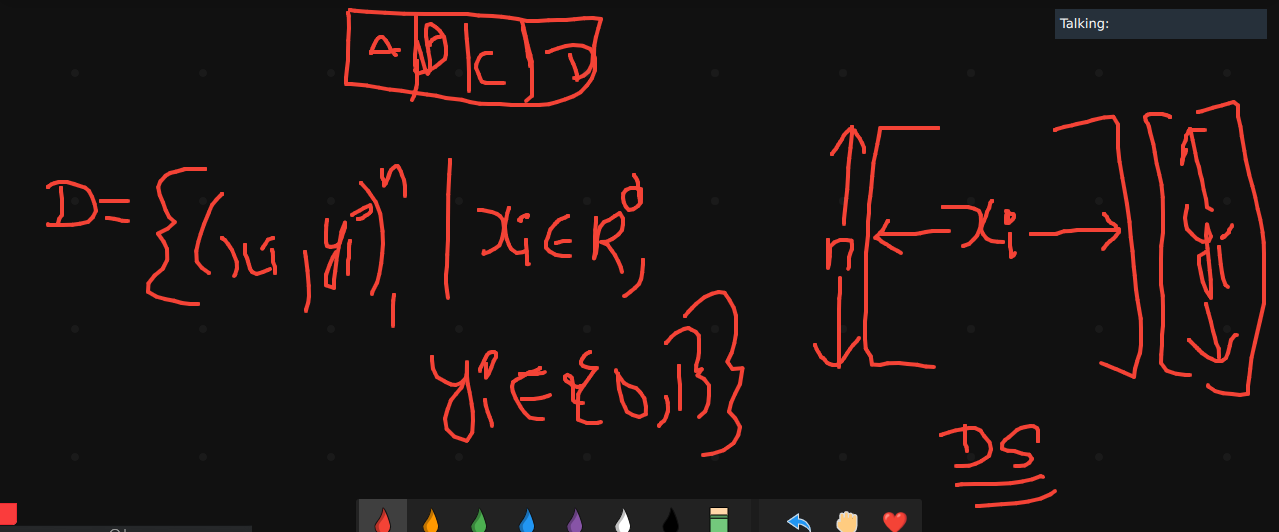 Talking:
A B C D
D = { (xi, yi)ⁿ₁ | xi ∈ Rᵈ,
yi ∈ {0,1} }
n xi yi
DS